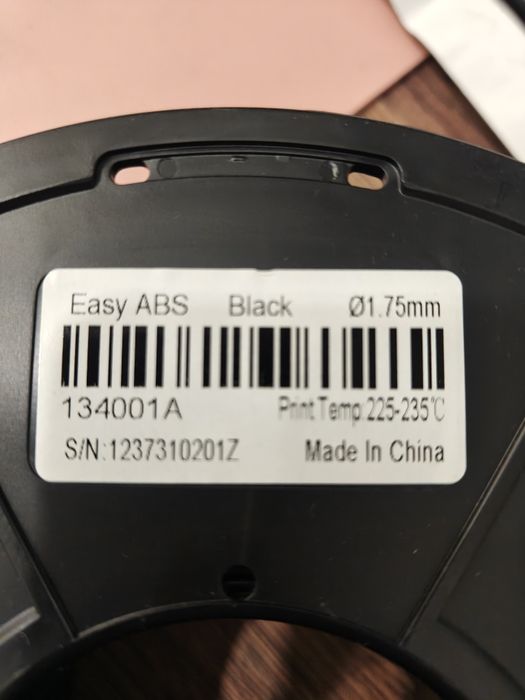 Easy ABS Black Ø1.75mm
134001A Print Temp:225-235℃
S/N:1237310201Z Made In China